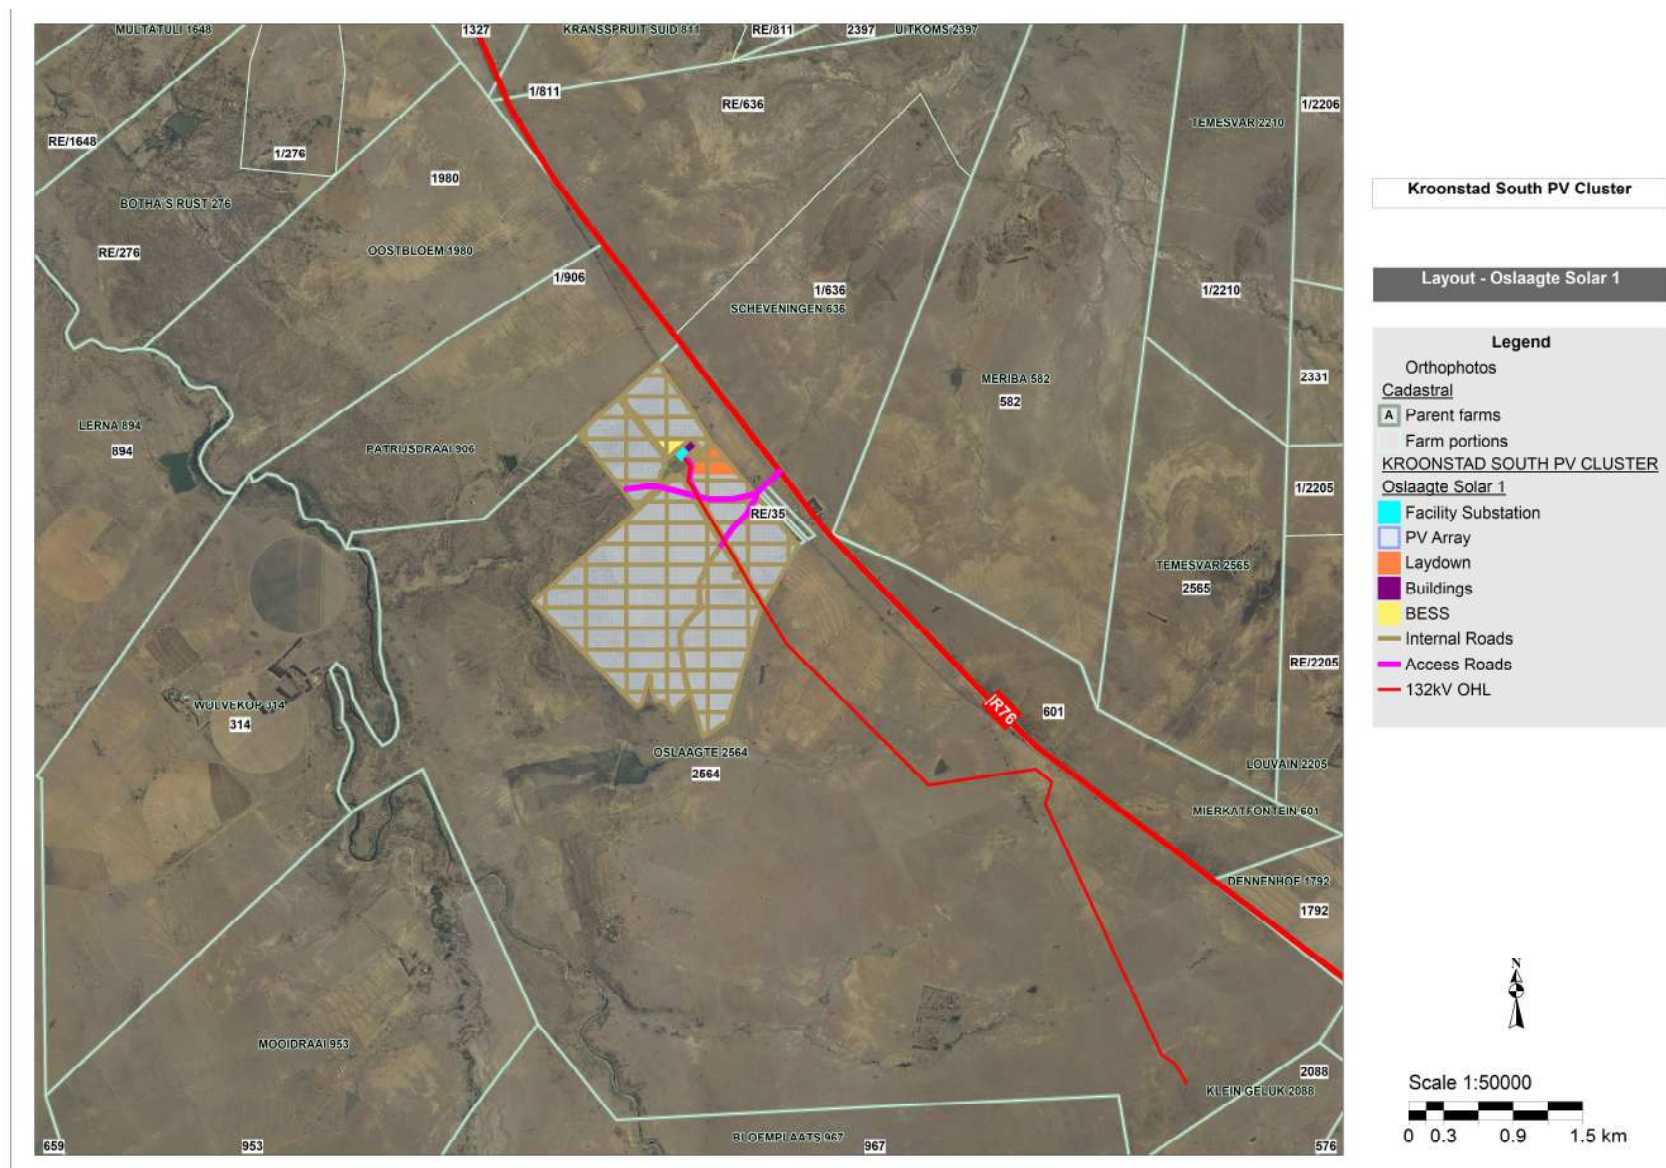 MULTATULI 1648
1327
KRANSSPRUIT SUID 811
RE/811
2397
UITKOMS 2397
1/811
RE/636
1/2206
TEMESVAR 2210
RE/1648
1/276
1980
BOTHA'S RUST 276
RE/276
OOSTBLOEM 1980
1/906
1/636
1/2210
SCHEVENINGEN 636
MERIBA 582
582
2331
LERNA 894
894
PATRIJSDRAAI 906
1/2205
RE/35
TEMESVAR 2565
2565
RE/2205
WOLVEKOP 314
314
R76
601
OSLAAGTE 2564
2564
LOUVAIN 2205
MIERKATFONTEIN 601
DENNENHOF 1792
1792
MOOIDRAAI 953
2088
KLEIN GELUK 2088
659
953
BLOEMPLAATS 967
967
576
Kroonstad South PV Cluster
Layout - Oslaagte Solar 1
Legend
Orthophotos
Cadastral
A Parent farms
Farm portions
KROONSTAD SOUTH PV CLUSTER
Oslaagte Solar 1
Facility Substation
PV Array
Laydown
Buildings
BESS
Internal Roads
Access Roads
132kV OHL
N
Scale 1:50000
0 0.3 0.9 1.5 km